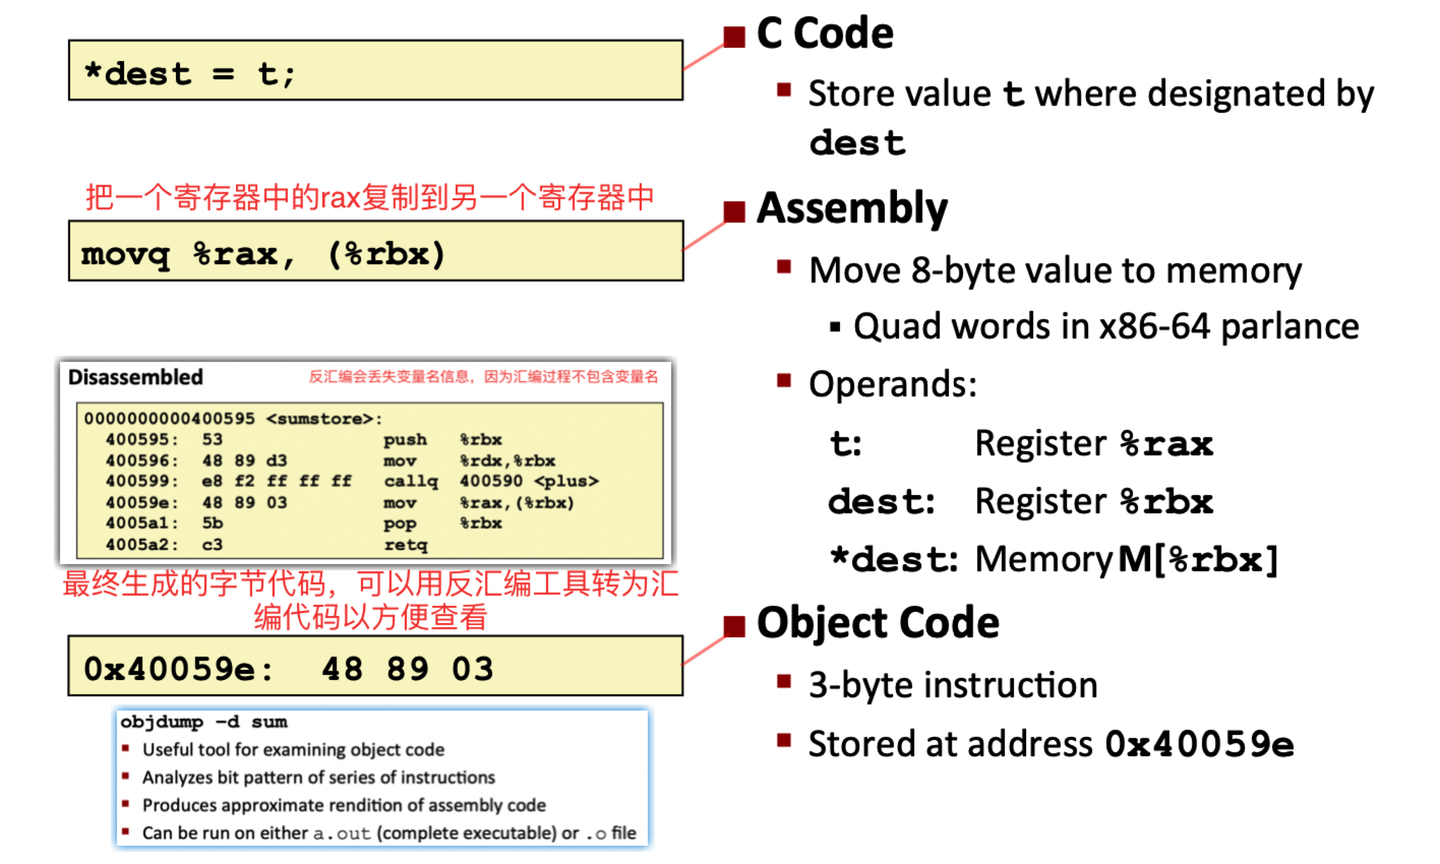 *dest = t;
■ C Code
▪ Store value t where designated by
dest
把一个寄存器中的rax复制到另一个寄存器中
movq %rax, (%rbx)
■ Assembly
▪ Move 8-byte value to memory
▪ Quad words in x86-64 parlance
▪ Operands:
t: Register %rax
dest: Register %rbx
*dest: Memory M[%rbx]
Disassembled
反汇编会丢失变量名信息，因为汇编过程不包含变量名
0000000000400595 <sumstore>:
400595: 53 push %rbx
400596: 48 89 d3 mov %rdx,%rbx
400599: e8 f2 ff ff ff callq 400590 <plus>
40059e: 48 89 03 mov %rax,(%rbx)
4005a1: 5b pop %rbx
4005a2: c3 retq
最终生成的字节代码，可以用反汇编工具转为汇
编代码以方便查看
0x40059e: 48 89 03
■ Object Code
▪ 3-byte instruction
▪ Stored at address 0x40059e
objdump –d sum
▪ Useful tool for examining object code
▪ Analyzes bit pattern of series of instructions
▪ Produces approximate rendition of assembly code
▪ Can be run on either a.out (complete executable) or .o file